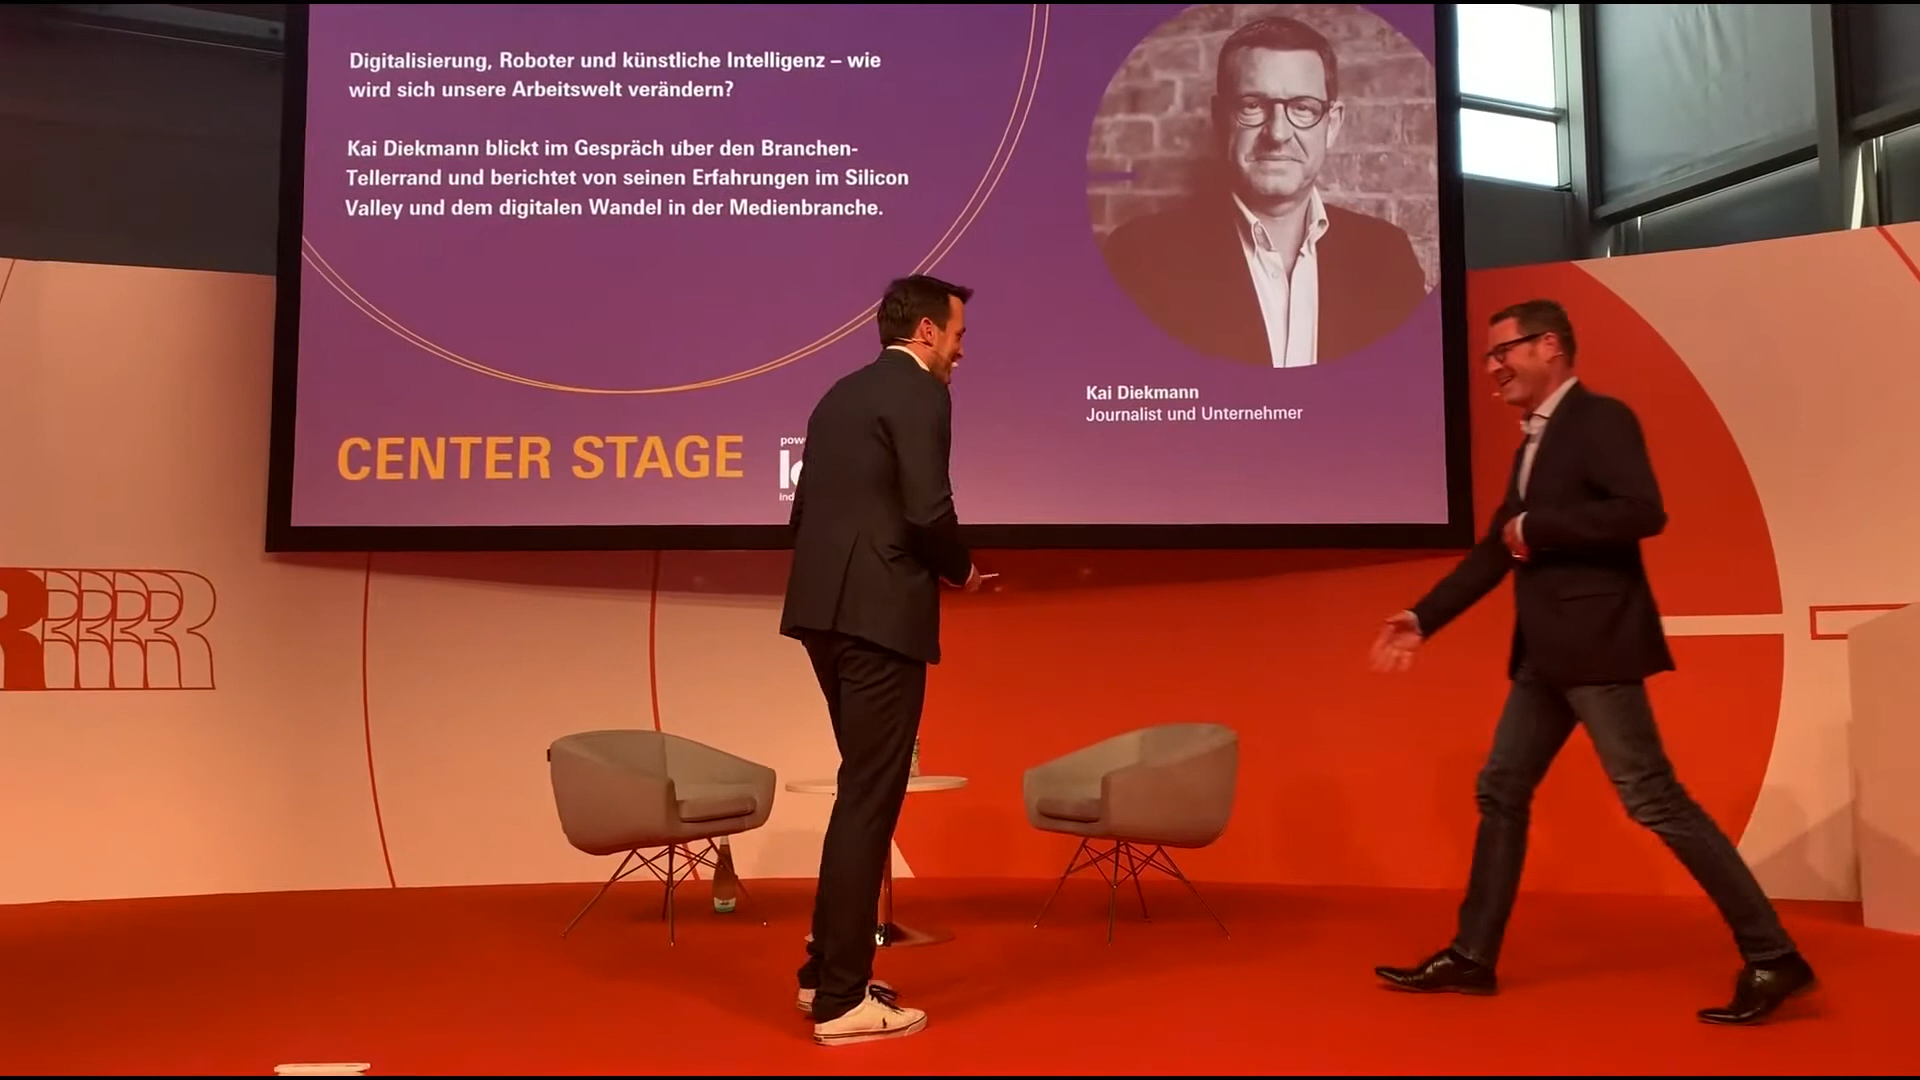 Digitalisierung, Roboter und künstliche Intelligenz – wie
wird sich unsere Arbeitswelt verändern?
Kai Diekmann blickt im Gespräch über den Branchen-
Tellerrand und berichtet von seinen Erfahrungen im Silicon
Valley und dem digitalen Wandel in der Medienbranche.
Kai Diekmann
Journalist und Unternehmer
CENTER STAGE